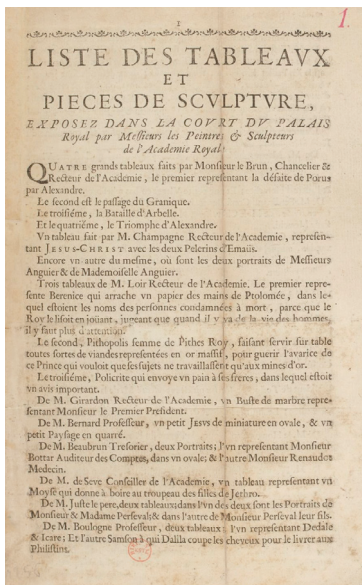 1
1.
LISTE DES TABLEAVX
ET
PIECES DE SCVLPTVRE,
EXPOSEZ DANS LA COVRT DV PALAIS
Royal par Messieurs les Peintres & Sculpteurs
de l'Academie Royal
QUATRE grands tableaux faits par Monsieur le Brun, Chancelier &
Recteur de l'Academie, le premier representant la défaite de Porus
par Alexandre.
Le second est le passage du Granique.
Le troisiéme, la Bataille d'Arbelle.
Et le quatriéme, le Triomphe d'Alexandre.
Vn tableau fait par M. Champagne Recteur de l'Academie, represen-
tant JESUS-CHRIST avec les deux Pelerins d'Emaüs.
Encore vn autre du mesme, où sont les deux portraits de Messieurs
Anguier & de Mademoiselle Anguier.
Trois tableaux de M. Loir Recteur de l'Academie. Le premier repre-
sente Berenice qui arrache vn papier des mains de Ptolomée, dans le-
quel estoient les noms des personnes condamnées à mort, parce que le
Roy le lisoit en joüant, jugeant que quand il y va de la vie des hommes,
il y faut plus d'attention.
Le second, Pithopolis femme de Pithes Roy, faisant servir sur table
toutes sortes de viandes representées en or massif, pour guerir l'avarice de
ce Prince qui vouloit que ses sujets ne travaillassent qu'aux mines d'or.
Le troisiéme, Policrite qui envoye vn pain à ses freres, dans lequel estoit
vn avis important.
De M. Girardon Recteur de l'Academie, vn Buste de marbre repre-
sentant Monsieur le Premier President.
De M. Bernard Professeur, vn petit Jesvs de miniature en ovale, & vn
petit Paysage en quarré.
De M. Beaubrun Tresorier, deux Portraits; l'vn representant Monsieur
Bottar Auditeur des Comptes, dans vn ovale; & l'autre Monsieur Renaudot
Medecin.
De M. de Seve Conseiller de l'Academie, vn tableau representant vn
Moyse qui donne à boire au troupeau des filles de Jethro.
De M. Juste le pere, deux tableaux; dans l'vn des deux sont les Portraits de
Monsieur & Madame Perseval; & dans l'autre de Monsieur Perseval leur fils.
De M. Boulogne Professeur, deux tableaux: l'vn representant Dedale
& Icare; Et l'autre Samson à qui Dalila coupe les cheveux pour le livrer aux
Philistins.